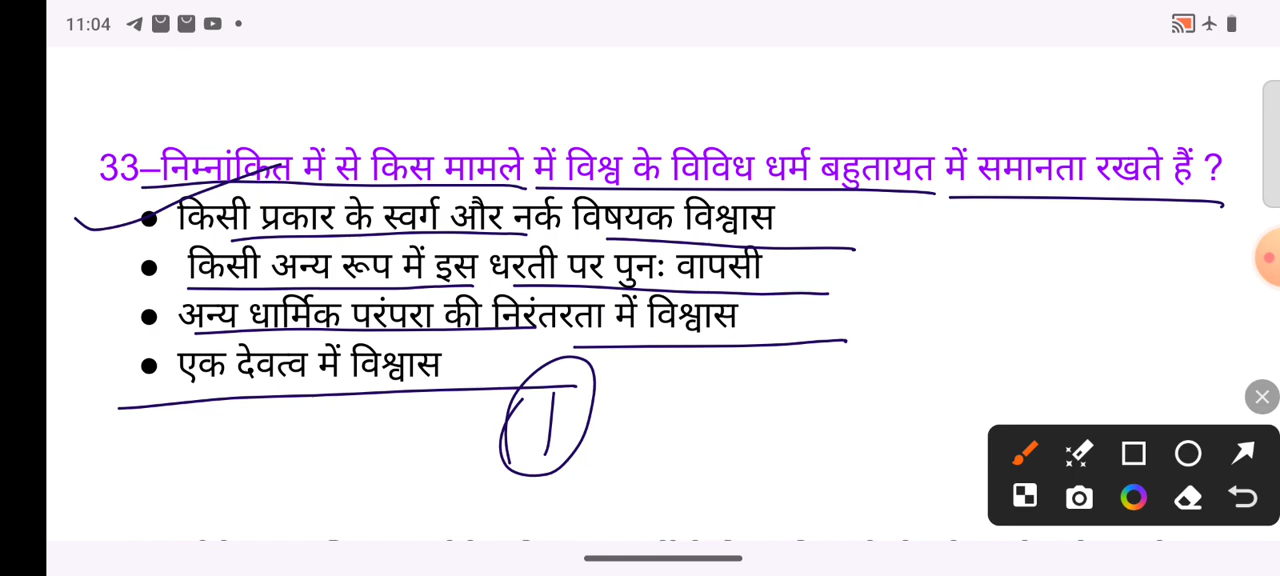 11:04
33–निम्नांकित में से किस मामले में विश्व के विविध धर्म बहुतायत में समानता रखते हैं ?
● किसी प्रकार के स्वर्ग और नर्क विषयक विश्वास
● किसी अन्य रूप में इस धरती पर पुनः वापसी
● अन्य धार्मिक परंपरा की निरंतरता में विश्वास
● एक देवत्व में विश्वास
1